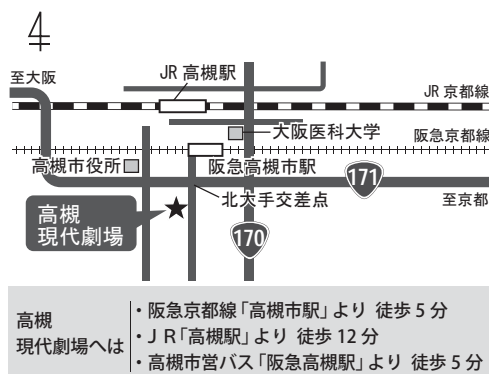 至大阪
JR 高槻駅
JR 京都線
大阪医科大学
阪急京都線
高槻市役所
阪急高槻市駅
171
北大手交差点
至京都
高槻
現代劇場
170
高槻
現代劇場へは
・阪急京都線「高槻市駅」より 徒歩 5 分
・ＪＲ「高槻駅」より 徒歩 12 分
・高槻市営バス「阪急高槻駅」より 徒歩 5 分